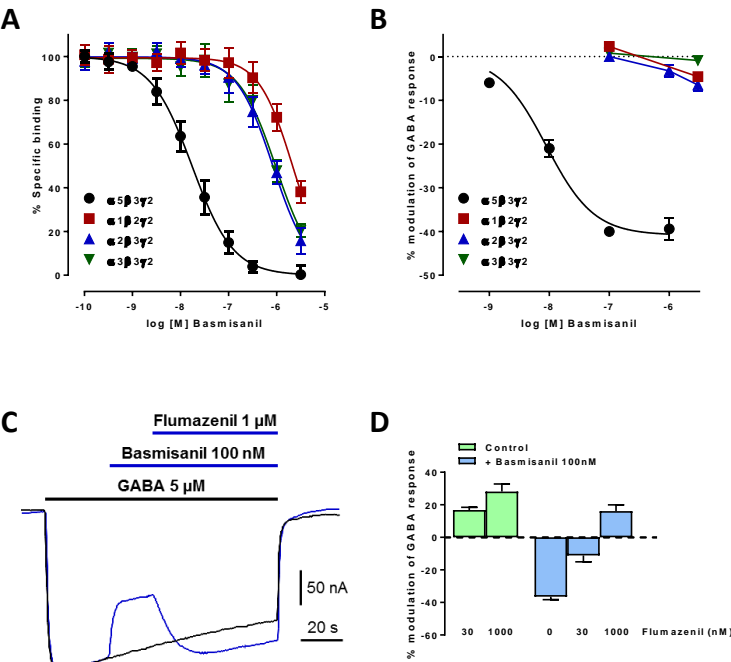 A
% Specific binding
100
80
60
40
20
0
α5β3γ2
α1β2γ2
α2β3γ2
α3β3γ2
-10 -9 -8 -7 -6 -5
log [M] Basmisanil
B
% modulation of GABA response
0
-10
-20
-30
-40
-50
α5β3γ2
α1β2γ2
α2β3γ2
α3β3γ2
-9 -8 -7 -6
log [M] Basmisanil
C
Flumazenil 1 µM
Basmisanil 100 nM
GABA 5 µM
50 nA
20 s
D
Control
+ Basmisanil 100nM
% modulation of GABA response
40
20
0
-20
-40
-60
30 1000 0 30 1000 Flumazenil (nM)